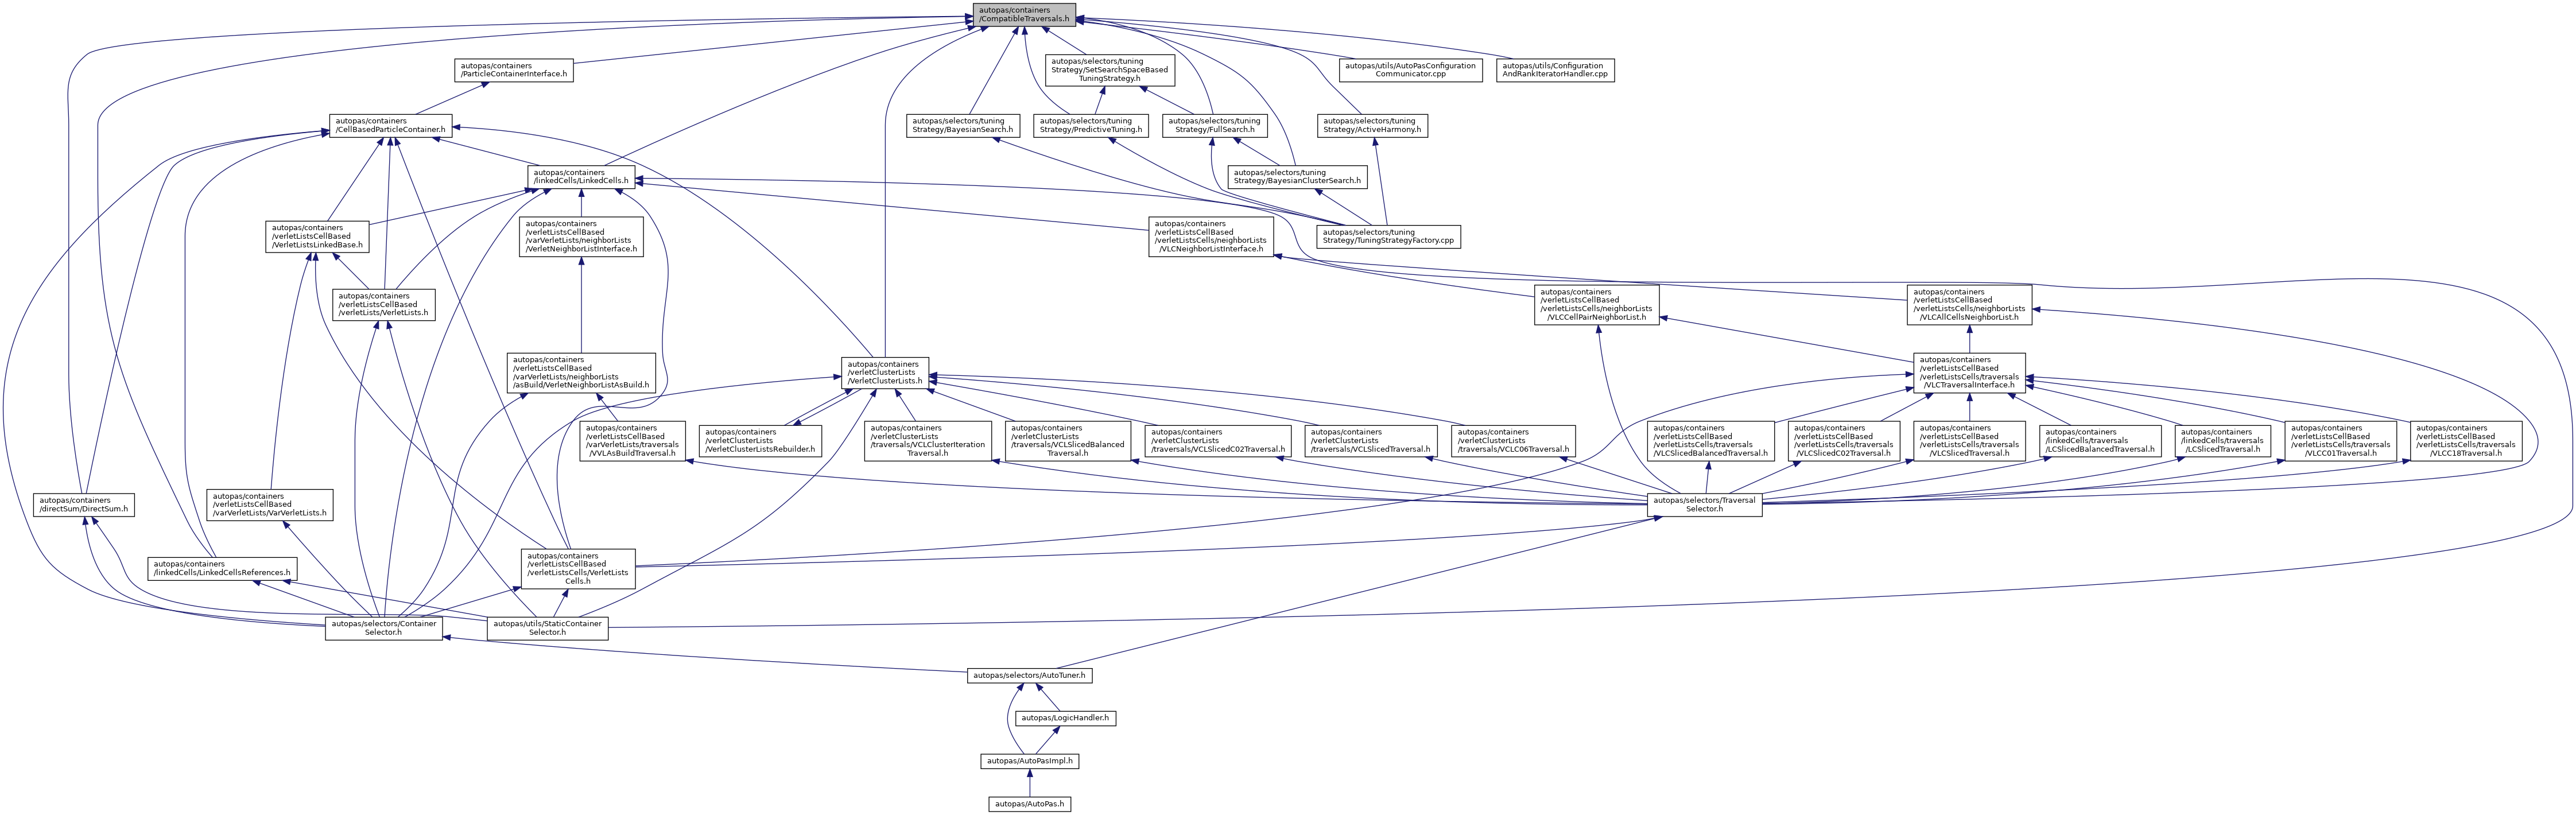 autopas/containers
/CompatibleTraversals.h
autopas/containers
/ParticleContainerInterface.h
autopas/selectors/tuning
Strategy/SetSearchSpaceBased
TuningStrategy.h
autopas/utils/AutoPasConfiguration
Communicator.cpp
autopas/utils/Configuration
AndRankIteratorHandler.cpp
autopas/containers
/CellBasedParticleContainer.h
autopas/selectors/tuning
Strategy/BayesianSearch.h
autopas/selectors/tuning
Strategy/PredictiveTuning.h
autopas/selectors/tuning
Strategy/FullSearch.h
autopas/selectors/tuning
Strategy/ActiveHarmony.h
autopas/containers
/linkedCells/LinkedCells.h
autopas/selectors/tuning
Strategy/BayesianClusterSearch.h
autopas/containers
/verletListsCellBased
/VerletListsLinkedBase.h
autopas/containers
/verletListsCellBased
/varVerletLists/neighborLists
/VerletNeighborListInterface.h
autopas/containers
/verletListsCellBased
/verletListsCells/neighborLists
/VLCNeighborListInterface.h
autopas/selectors/tuning
Strategy/TuningStrategyFactory.cpp
autopas/containers
/verletListsCellBased
/verletLists/VerletLists.h
autopas/containers
/verletListsCellBased
/verletListsCells/neighborLists
/VLCCellPairNeighborList.h
autopas/containers
/verletListsCellBased
/verletListsCells/neighborLists
/VLCAllCellsNeighborList.h
autopas/containers
/verletListsCellBased
/varVerletLists/neighborLists
/asBuild/VerletNeighborListAsBuild.h
autopas/containers
/verletClusterLists
/VerletClusterLists.h
autopas/containers
/verletListsCellBased
/verletListsCells/traversals
/VLCTraversalInterface.h
autopas/containers
/verletListsCellBased
/varVerletLists/traversals
/VVLAsBuildTraversal.h
autopas/containers
/verletClusterLists
/VerletClusterListsRebuilder.h
autopas/containers
/verletClusterLists
/traversals/VCLClusterIteration
Traversal.h
autopas/containers
/verletClusterLists
/traversals/VCLSlicedBalanced
Traversal.h
autopas/containers
/verletClusterLists
/traversals/VCLSlicedC02Traversal.h
autopas/containers
/verletClusterLists
/traversals/VCLSlicedTraversal.h
autopas/containers
/verletClusterLists
/traversals/VCLC06Traversal.h
autopas/containers
/verletListsCellBased
/verletListsCells/traversals
/VLCSlicedBalancedTraversal.h
autopas/containers
/verletListsCellBased
/verletListsCells/traversals
/VLCSlicedC02Traversal.h
autopas/containers
/verletListsCellBased
/verletListsCells/traversals
/VLCSlicedTraversal.h
autopas/containers
/linkedCells/traversals
/LCSlicedBalancedTraversal.h
autopas/containers
/linkedCells/traversals
/LCSlicedTraversal.h
autopas/containers
/verletListsCellBased
/verletListsCells/traversals
/VLCC01Traversal.h
autopas/containers
/verletListsCellBased
/verletListsCells/traversals
/VLCC18Traversal.h
autopas/containers
/directSum/DirectSum.h
autopas/containers
/verletListsCellBased
/varVerletLists/VarVerletLists.h
autopas/selectors/Traversal
Selector.h
autopas/containers
/linkedCells/LinkedCellsReferences.h
autopas/containers
/verletListsCellBased
/verletListsCells/VerletLists
Cells.h
autopas/selectors/Container
Selector.h
autopas/utils/StaticContainer
Selector.h
autopas/selectors/AutoTuner.h
autopas/LogicHandler.h
autopas/AutoPasImpl.h
autopas/AutoPas.h